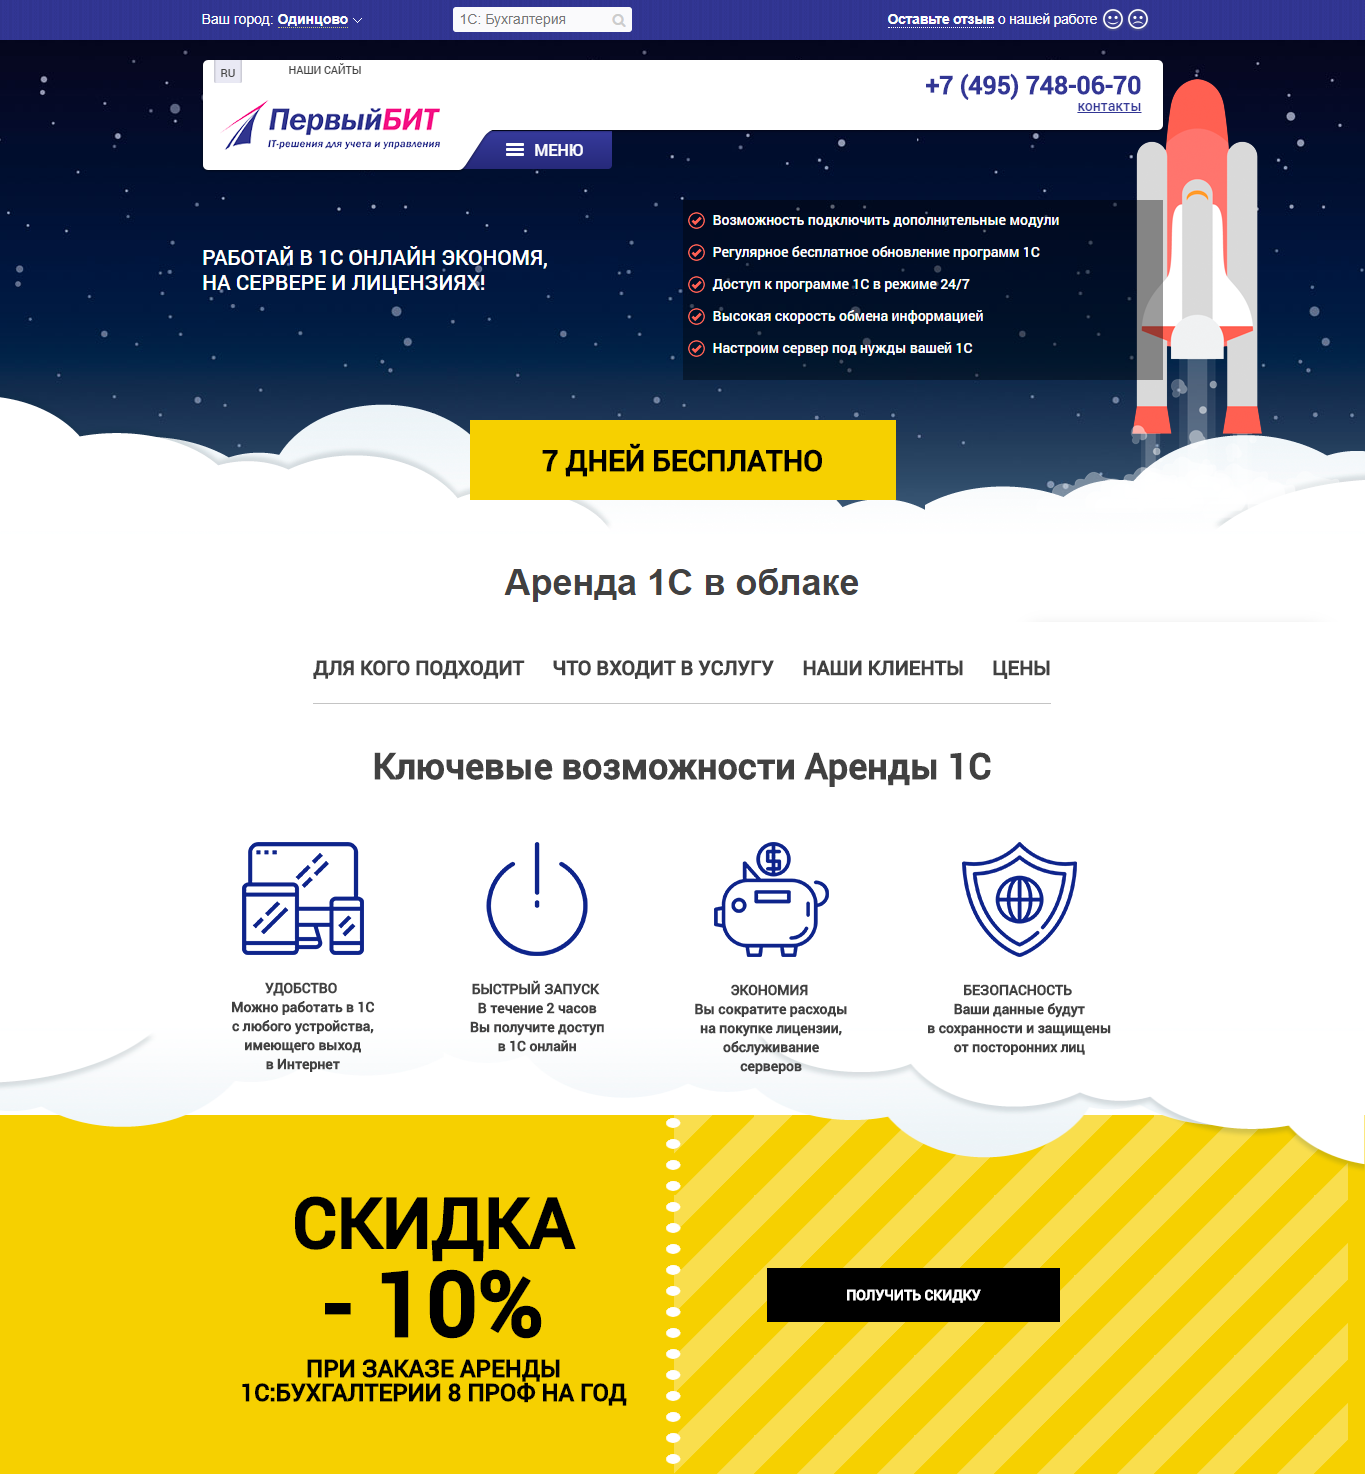 Ваш город: Одинцово
1С: Бухгалтерия
Оставьте отзыв о нашей работе
RU
НАШИ САЙТЫ
+7 (495) 748-06-70
контакты
ПервыйБИТ
IT-решения для учета и управления
МЕНЮ
РАБОТАЙ В 1С ОНЛАЙН ЭКОНОМЯ,
НА СЕРВЕРЕ И ЛИЦЕНЗИЯХ!
Возможность подключить дополнительные модули
Регулярное бесплатное обновление программ 1С
Доступ к программе 1С в режиме 24/7
Высокая скорость обмена информацией
Настроим сервер под нужды вашей 1С
7 ДНЕЙ БЕСПЛАТНО
Аренда 1С в облаке
ДЛЯ КОГО ПОДХОДИТ ЧТО ВХОДИТ В УСЛУГУ НАШИ КЛИЕНТЫ ЦЕНЫ
Ключевые возможности Аренды 1С
УДОБСТВО
Можно работать в 1С
с любого устройства,
имеющего выход
в Интернет
БЫСТРЫЙ ЗАПУСК
В течение 2 часов
Вы получите доступ
в 1С онлайн
ЭКОНОМИЯ
Вы сократите расходы
на покупке лицензии,
обслуживание
серверов
БЕЗОПАСНОСТЬ
Ваши данные будут
в сохранности и защищены
от посторонних лиц
СКИДКА
- 10%
ПРИ ЗАКАЗЕ АРЕНДЫ
1С:БУХГАЛТЕРИИ 8 ПРОФ НА ГОД
ПОЛУЧИТЬ СКИДКУ